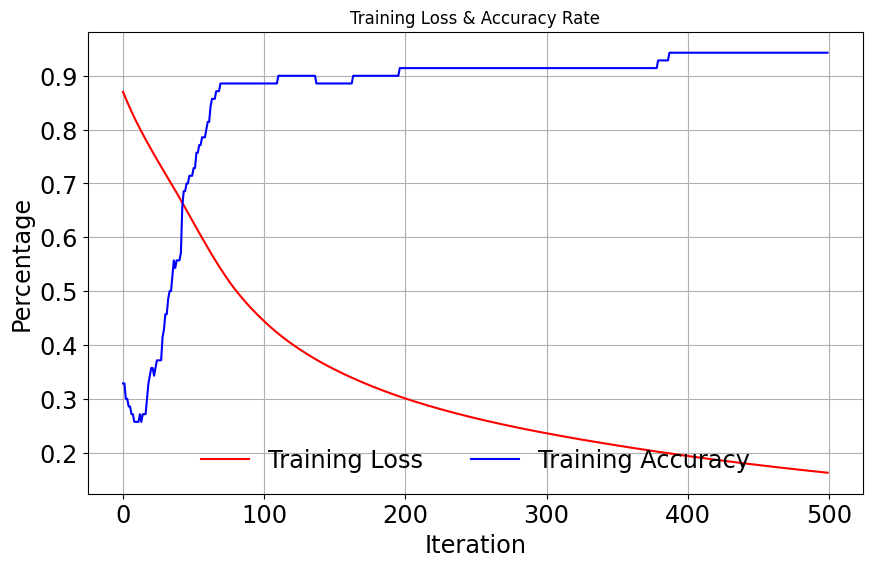 Training Loss & Accuracy Rate
Percentage
0.9
0.8
0.7
0.6
0.5
0.4
0.3
0.2
Training Loss Training Accuracy
0 100 200 300 400 500
Iteration